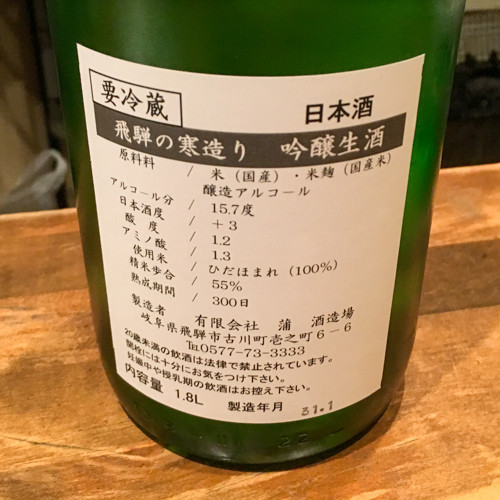 要冷蔵
日本酒
飛騨の寒造り 吟醸生酒
原料料 / 米(国産)・米麹(国産米)
醸造アルコール
アルコール分 / 15.7度
日本酒度 / +3
酸度 / 1.2
アミノ酸 / 1.3
使用米 / ひだほまれ(100%)
精米歩合 / 55%
熟成期間 / 300日
製造者 有限会社 蒲 酒造場
岐阜県飛騨市古川町壱之町6-6
℡0577-73-3333
20歳未満の飲酒は法律で禁止されています。
開栓には十分にお気をつけ下さい。
妊娠中や授乳期の飲酒はお控え下さい。
内容量 1.8L 製造年月 31.1